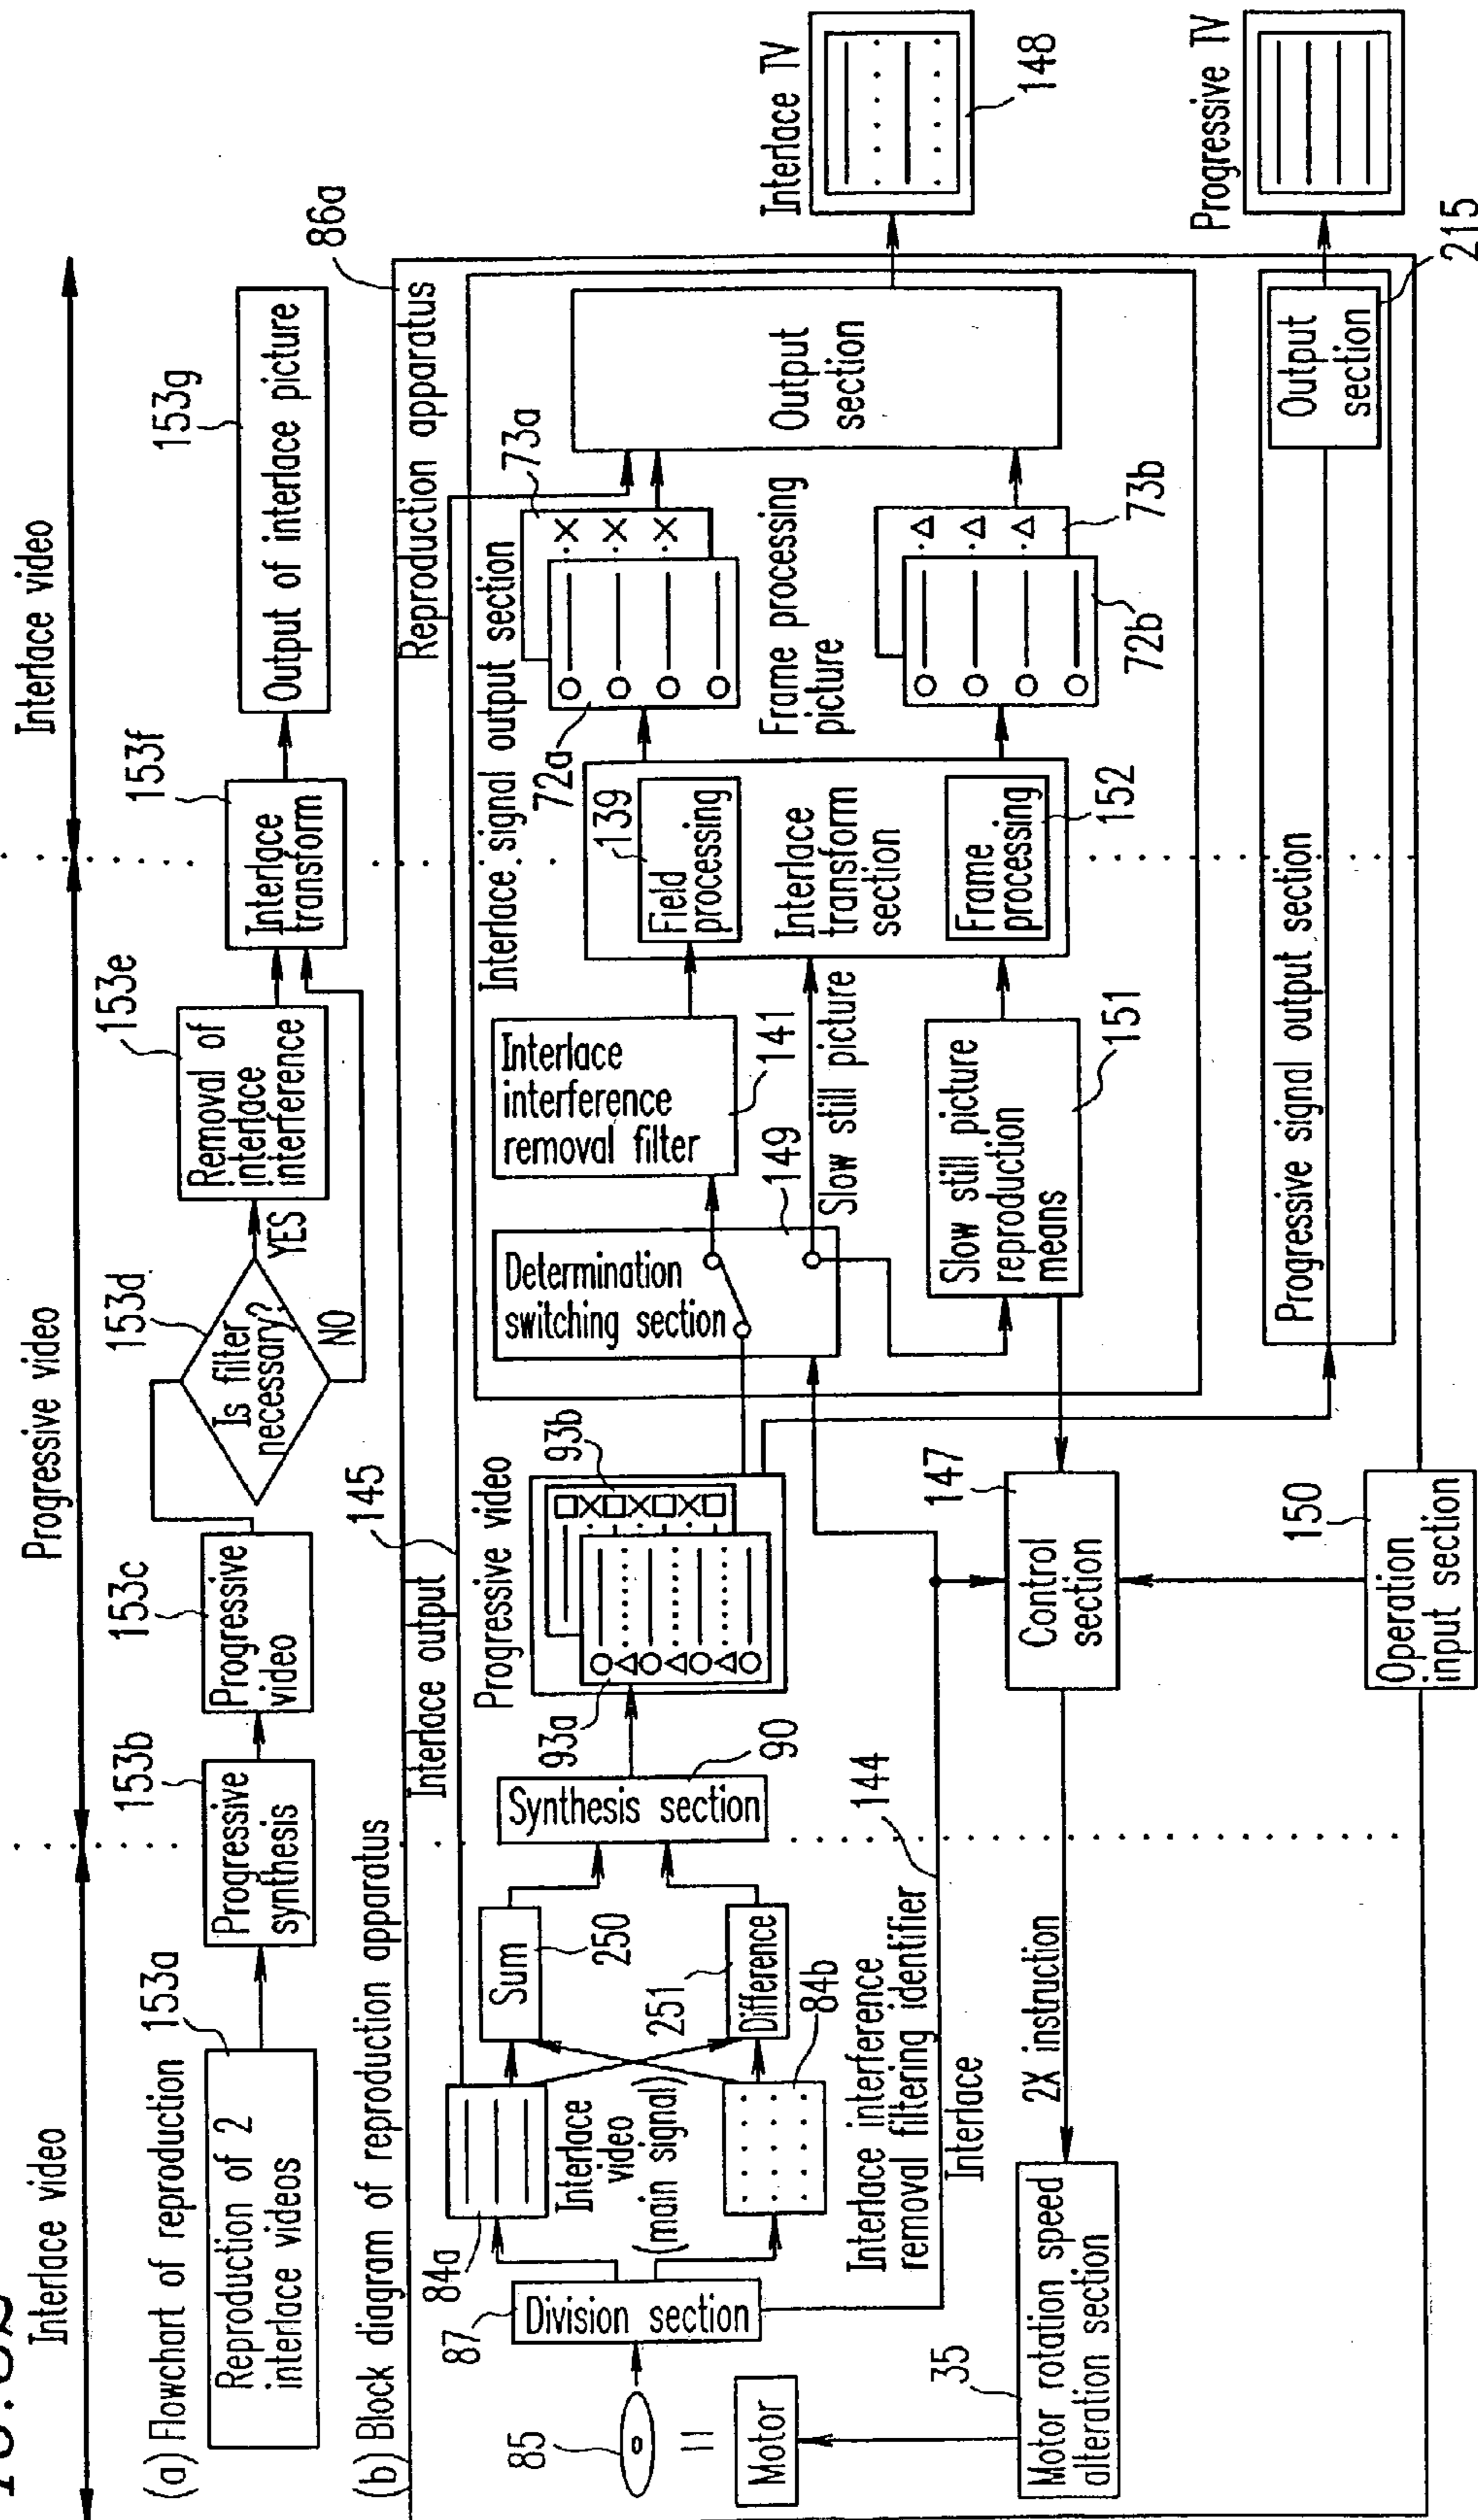 Interlace video
Progressive video
Interlace video
(a) Flowchart of reproduction
153a
Reproduction of 2
interlace videos
153b
Progressive
synthesis
153c
Progressive
video
153d
Is filter
necessary?
YES
NO
153e
Removal of
interlace
interference
153f
Interlace
transform
153g
Output of interlace picture
(b) Block diagram of reproduction apparatus
Interlace output
145
Reproduction apparatus
86a
85
Motor
87
Division section
84a
Interlace
video
(main signal)
84b
Sum
250
251
Difference
Synthesis section
90
Progressive video
93a
93b
Interlace interference
removal filtering identifier
144
Interlace
2X instruction
35
Motor rotation speed
alteration section
Control
section
147
Operation
input section
150
Interlace signal output section
Determination
switching section
149
Interlace
interference
removal filter
141
Slow still picture
Slow still picture
reproduction
means
151
Field
processing
139
Interlace
transform
section
Frame
processing
152
72a
73a
Frame processing
picture
72b
73b
Output
section
Interlace TV
148
Progressive signal output section
Output
section
215
Progressive TV